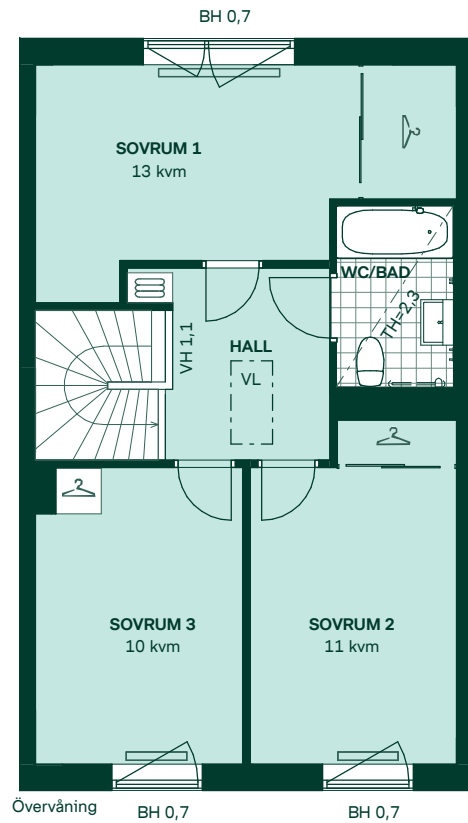 BH 0,7
SOVRUM 1
13 kvm
WC/BAD
TH=2,3
VH 1,1
HALL
VL
SOVRUM 3
10 kvm
SOVRUM 2
11 kvm
Övervåning
BH 0,7
BH 0,7